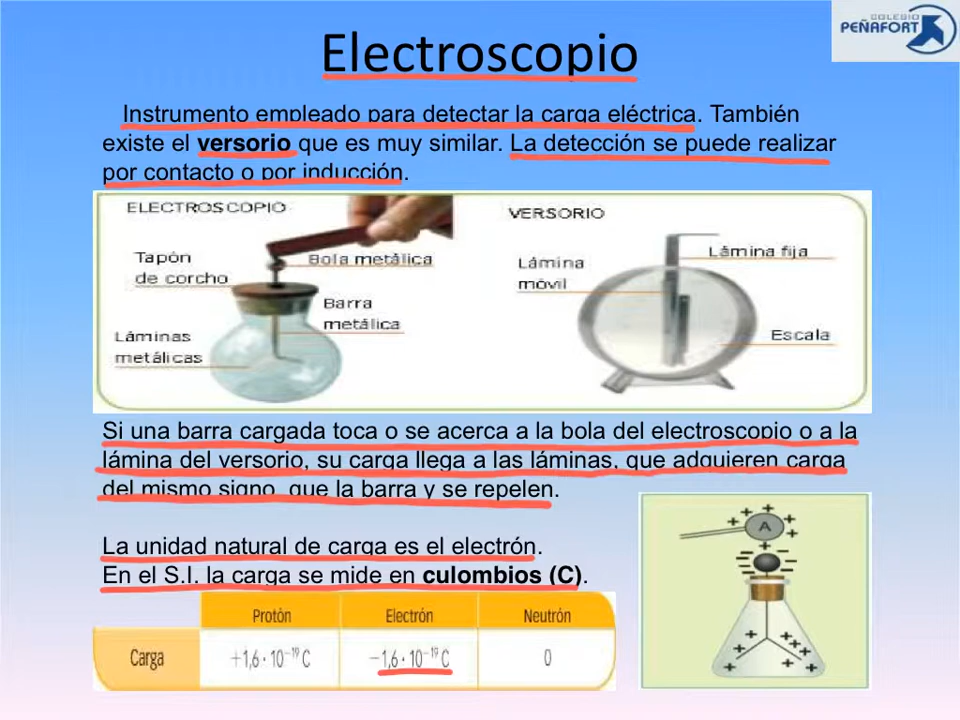 COLEGIO
PEÑAFORT
Electroscopio
Instrumento empleado para detectar la carga eléctrica. También
existe el versorio que es muy similar. La detección se puede realizar
por contacto o por inducción.
ELECTROSCOPIO
VERSORIO
Tapón
de corcho
Bola metálica
Barra
metálica
Láminas
metálicas
Lámina
móvil
Lámina fija
Escala
Si una barra cargada toca o se acerca a la bola del electroscopio o a la
lámina del versorio, su carga llega a las láminas, que adquieren carga
del mismo signo, que la barra y se repelen.
La unidad natural de carga es el electrón.
En el S.I. la carga se mide en culombios (C).
Protón Electrón Neutrón
Carga +1,6·10⁻¹⁹ C −1,6·10⁻¹⁹ C 0
A